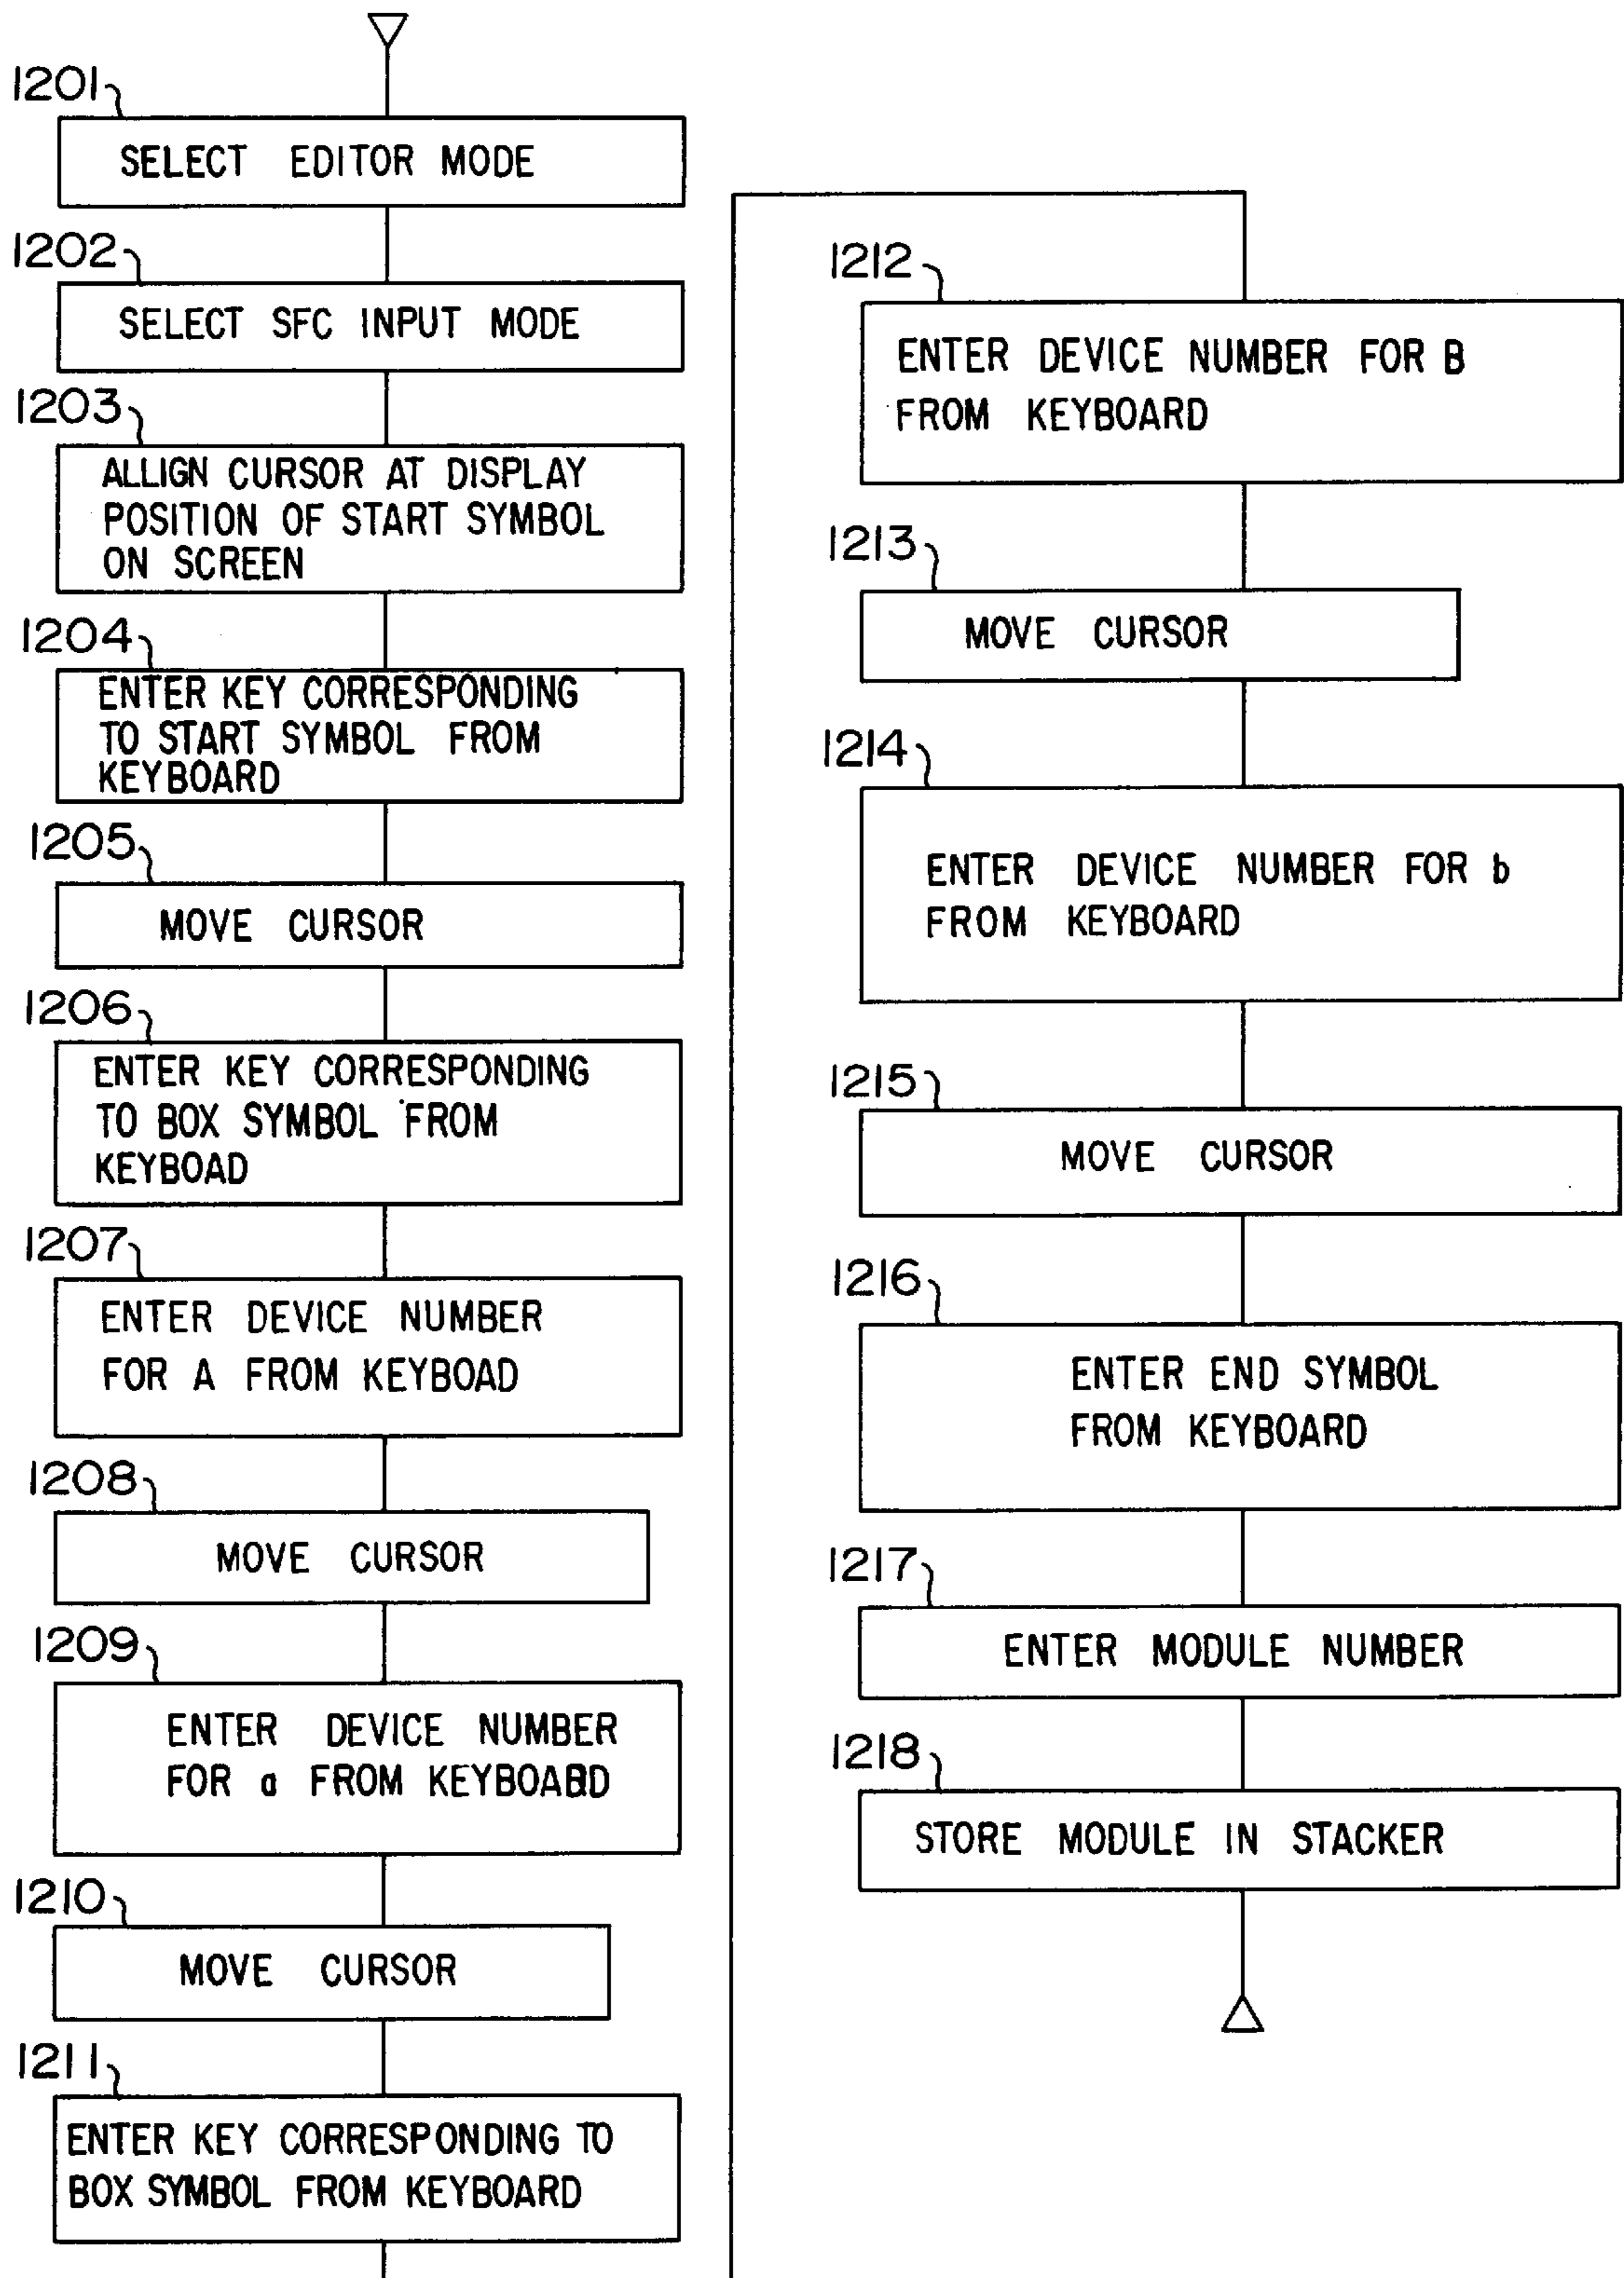 1201
SELECT EDITOR MODE
1202
SELECT SFC INPUT MODE
1203
ALLIGN CURSOR AT DISPLAY
POSITION OF START SYMBOL
ON SCREEN
1204
ENTER KEY CORRESPONDING
TO START SYMBOL FROM
KEYBOARD
1205
MOVE CURSOR
1206
ENTER KEY CORRESPONDING
TO BOX SYMBOL FROM
KEYBOAD
1207
ENTER DEVICE NUMBER
FOR A FROM KEYBOAD
1208
MOVE CURSOR
1209
ENTER DEVICE NUMBER
FOR a FROM KEYBOARD
1210
MOVE CURSOR
1211
ENTER KEY CORRESPONDING TO
BOX SYMBOL FROM KEYBOARD
1212
ENTER DEVICE NUMBER FOR B
FROM KEYBOARD
1213
MOVE CURSOR
1214
ENTER DEVICE NUMBER FOR b
FROM KEYBOARD
1215
MOVE CURSOR
1216
ENTER END SYMBOL
FROM KEYBOARD
1217
ENTER MODULE NUMBER
1218
STORE MODULE IN STACKER